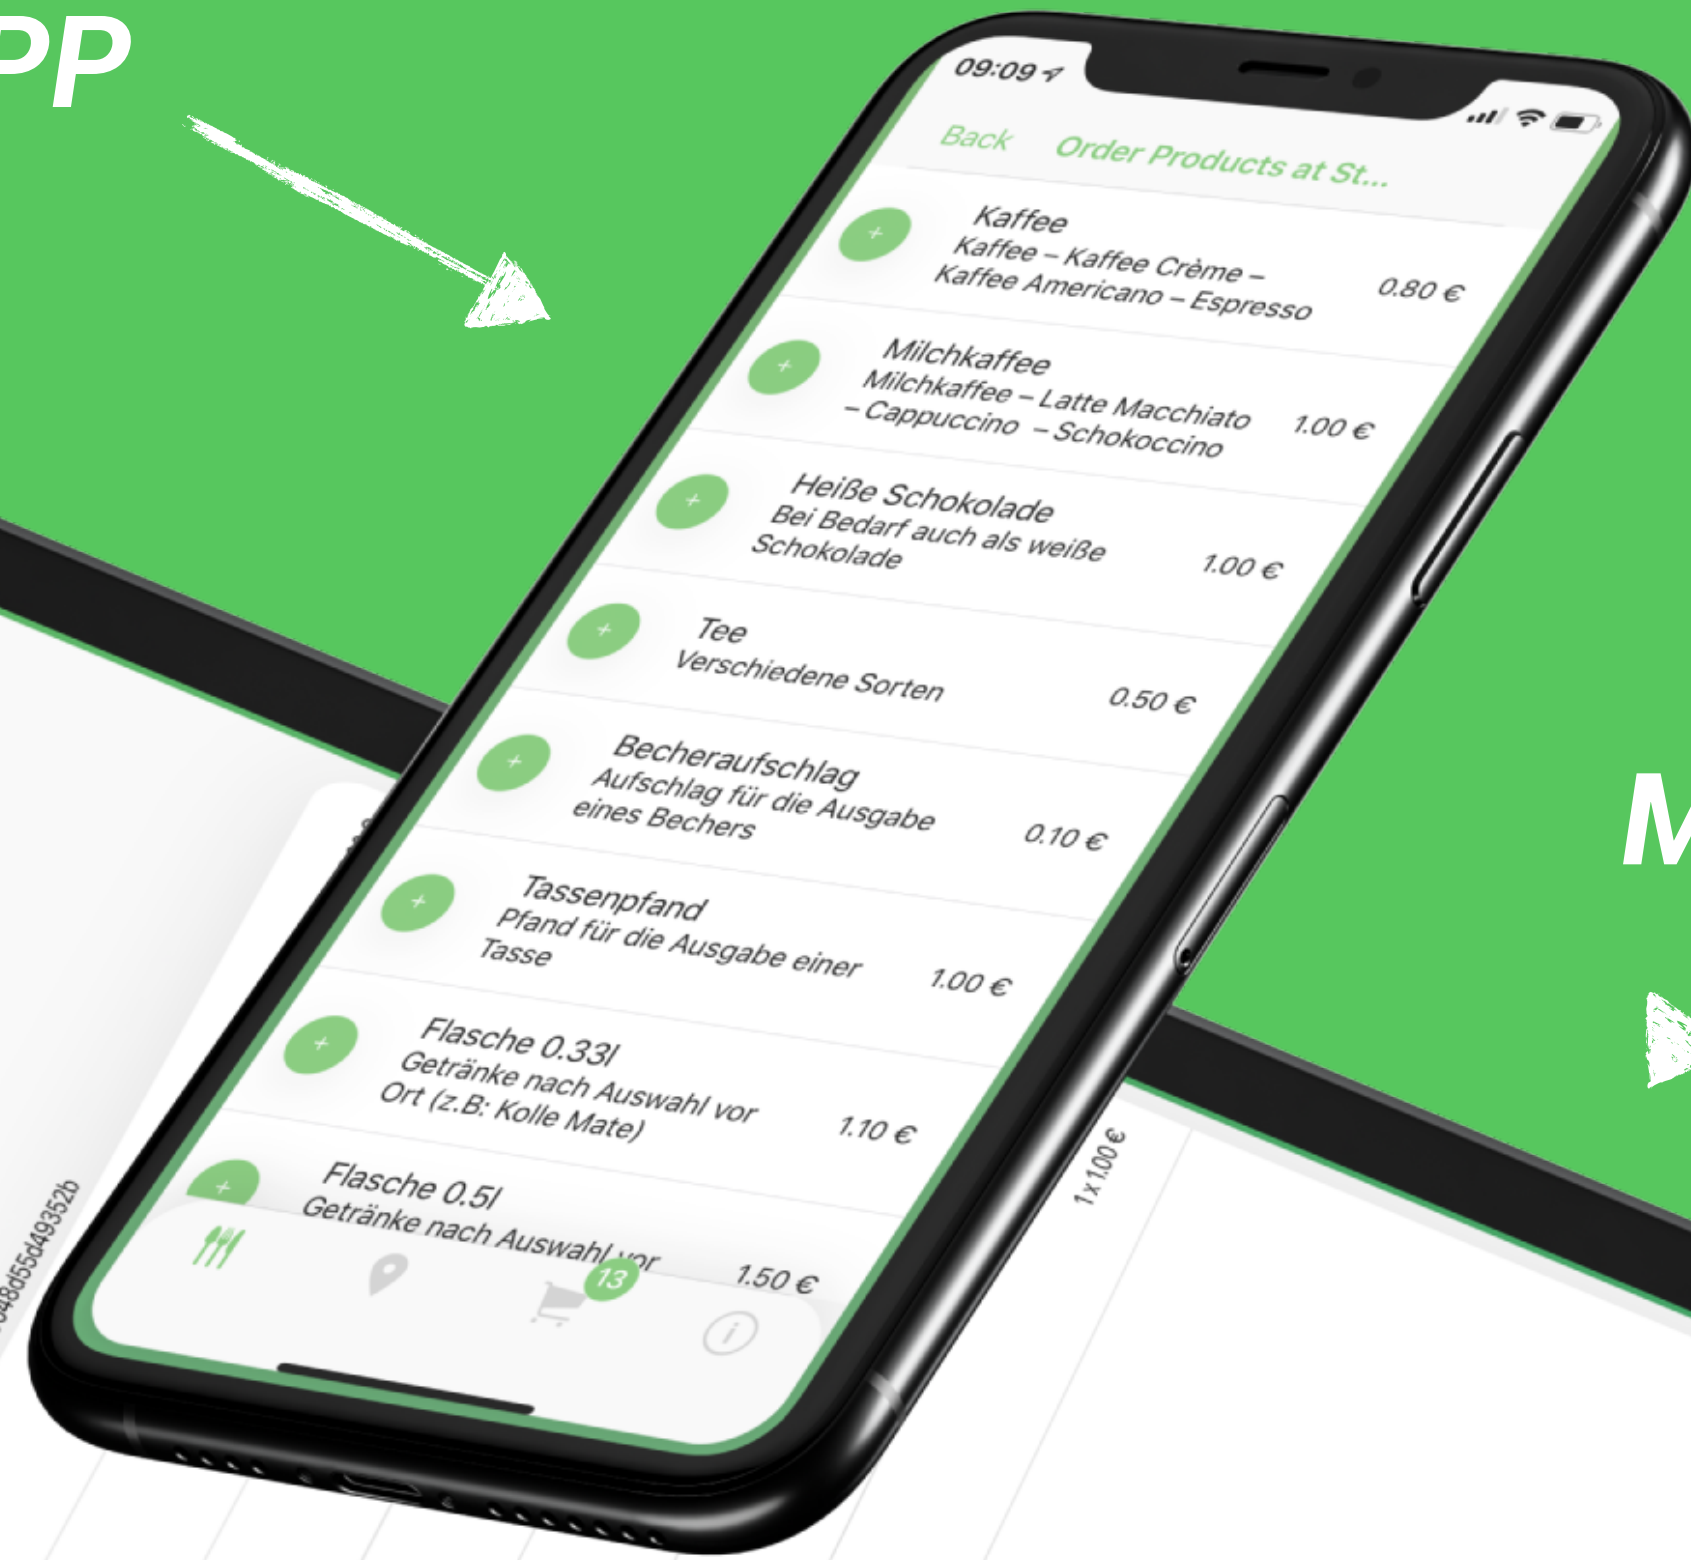 PP
09:09
Back Order Products at St...
Kaffee
Kaffee – Kaffee Crème –
Kaffee Americano – Espresso
0.80 €
Milchkaffee
Milchkaffee – Latte Macchiato
– Cappuccino – Schokoccino
1.00 €
Heiße Schokolade
Bei Bedarf auch als weiße
Schokolade
1.00 €
Tee
Verschiedene Sorten
0.50 €
Becheraufschlag
Aufschlag für die Ausgabe
eines Bechers
0.10 €
Tassenpfand
Pfand für die Ausgabe einer
Tasse
1.00 €
Flasche 0.33l
Getränke nach Auswahl vor
Ort (z.B: Kolle Mate)
1.10 €
Flasche 0.5l
Getränke nach Auswahl vor
1.50 €
13
M
1 x 1.00 €
48d55d49352b